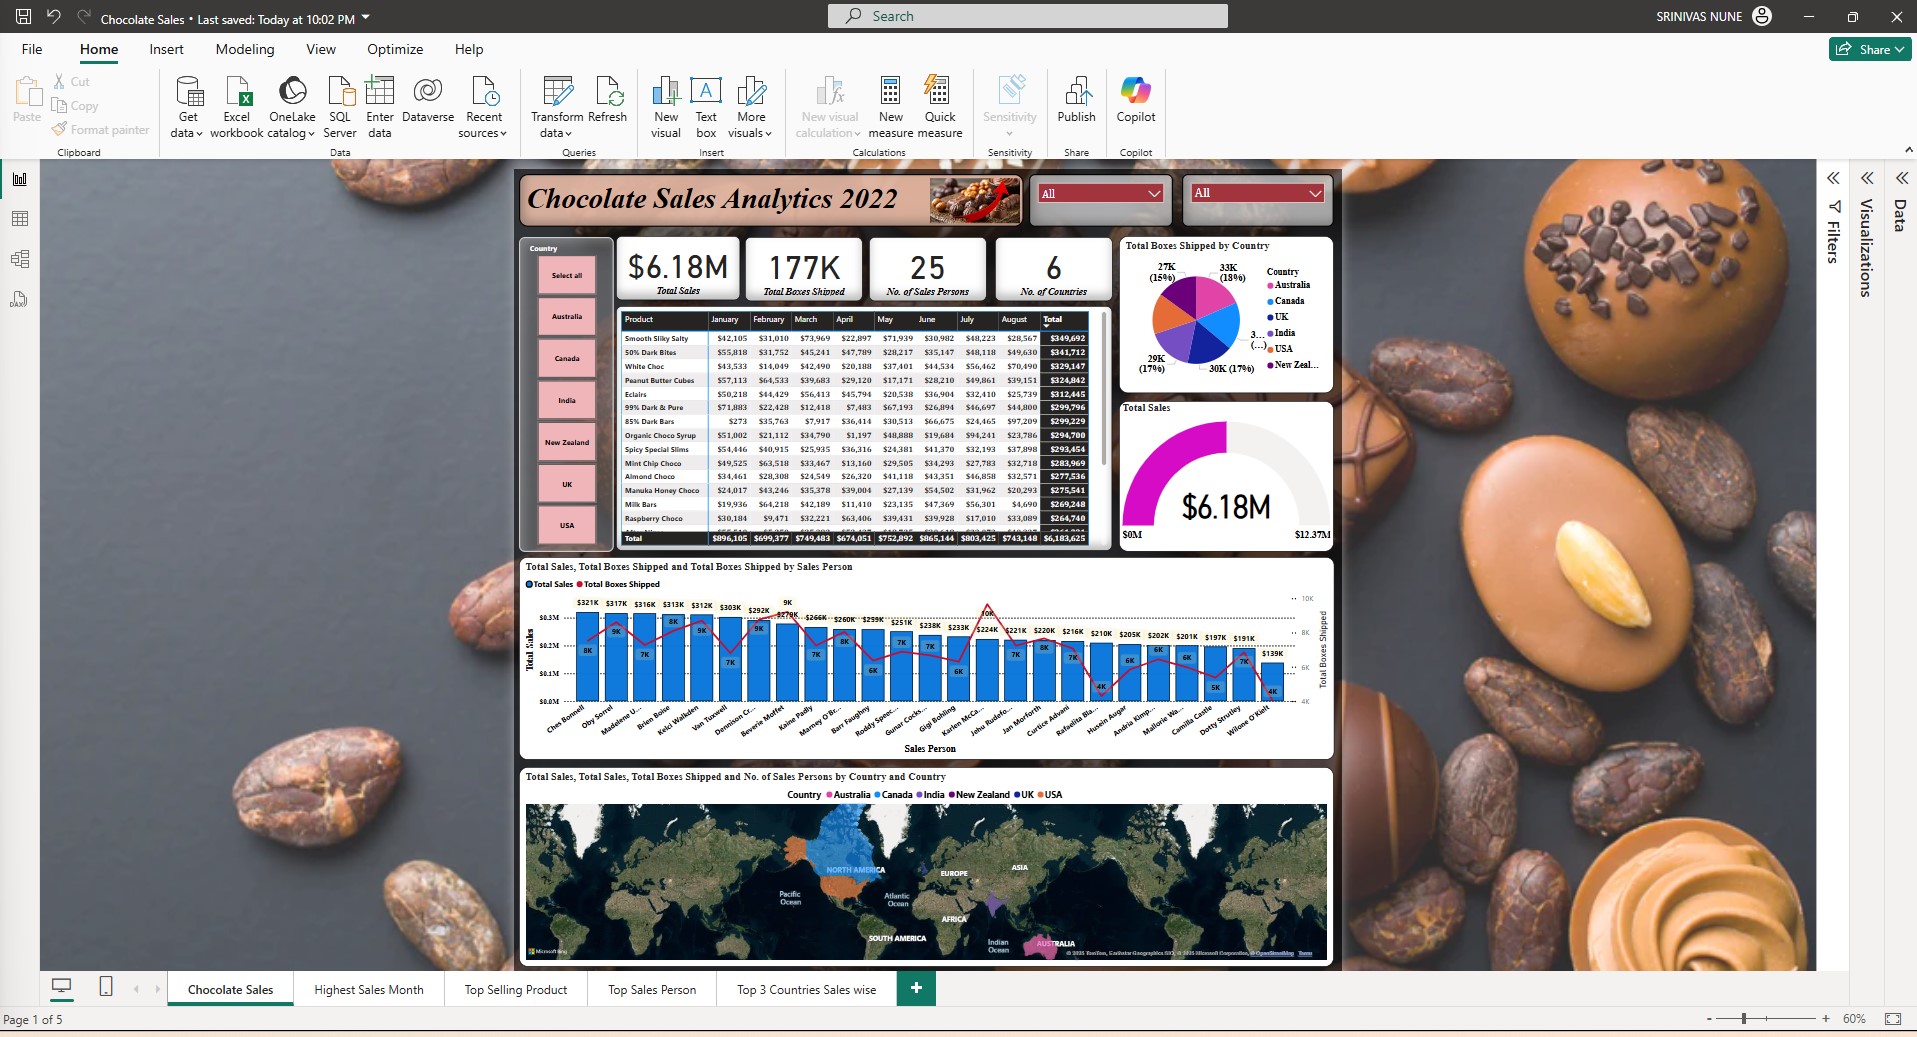 Chocolate Sales • Last saved: Today at 10:02 PM
Search
SRINIVAS NUNE
File Home Insert Modeling View Optimize Help
Share
Paste
Cut
Copy
Format painter
Get data
Excel workbook
OneLake catalog
SQL Server
Enter data
Dataverse
Recent sources
Transform data
Refresh
New visual
Text box
More visuals
New visual calculation
New measure
Quick measure
Sensitivity
Publish
Copilot
Clipboard Data Queries Insert Calculations Sensitivity Share Copilot
Chocolate Sales Analytics 2022
All
All
Filters
Visualizations
Data
Country
Select all
Australia
Canada
India
New Zealand
UK
USA
$6.18M
Total Sales
177K
Total Boxes Shipped
25
No. of Sales Persons
6
No. of Countries
Product January February March April May June July August Total
Smooth Sliky Salty $42,105 $31,010 $73,969 $22,897 $71,939 $30,982 $48,223 $28,567 $349,692
50% Dark Bites $55,818 $31,752 $45,241 $47,789 $28,217 $35,147 $48,118 $49,630 $341,712
White Choc $43,533 $14,049 $42,490 $20,188 $37,401 $44,534 $56,462 $70,490 $329,147
Peanut Butter Cubes $57,113 $64,533 $39,683 $29,120 $17,171 $28,210 $49,861 $39,151 $324,842
Eclairs $50,218 $44,429 $56,413 $45,794 $20,538 $36,904 $32,410 $25,739 $312,445
99% Dark & Pure $71,883 $22,428 $12,418 $7,483 $67,193 $26,894 $46,697 $44,800 $299,796
85% Dark Bars $273 $35,763 $7,917 $36,414 $30,513 $66,675 $24,465 $97,209 $299,229
Organic Choco Syrup $51,002 $21,112 $34,790 $1,197 $48,888 $19,684 $94,241 $23,786 $294,700
Spicy Special Slims $54,446 $40,915 $25,935 $36,316 $24,381 $41,370 $32,193 $37,898 $293,454
Mint Chip Choco $49,525 $63,518 $33,467 $13,160 $29,505 $34,293 $27,783 $32,718 $283,969
Almond Choco $34,461 $28,308 $24,549 $26,320 $41,118 $43,351 $46,858 $32,571 $277,536
Manuka Honey Choco $24,017 $43,246 $35,378 $39,004 $27,139 $54,502 $31,962 $20,293 $275,541
Milk Bars $19,936 $64,218 $42,189 $11,410 $23,135 $47,369 $56,301 $4,690 $269,248
Raspberry Choco $30,184 $9,471 $32,221 $63,406 $39,431 $39,928 $17,010 $33,089 $264,740
Total $896,105 $699,377 $749,483 $674,051 $752,892 $865,144 $803,425 $743,148 $6,183,625
Total Boxes Shipped by Country
27K (15%)
33K (18%)
3... (...)
30K (17%)
29K (17%)
Country
Australia
Canada
UK
India
USA
New Zeal...
Total Sales
$6.18M
$0M
$12.37M
Total Sales, Total Boxes Shipped and Total Boxes Shipped by Sales Person
Total Sales Total Boxes Shipped
$321K $317K $316K $313K $312K $303K $292K $279K $266K $260K $259K $251K $238K $233K $224K $221K $220K $216K $210K $205K $202K $201K $197K $191K $139K
8K 9K 7K 8K 9K 7K 9K 9K 7K 8K 6K 7K 7K 6K 10K 7K 8K 7K 4K 6K 6K 6K 5K 7K 4K
Total Sales
$0.3M
$0.2M
$0.1M
$0.0M
10K
8K
6K
4K
Total Boxes Shipped
Ches Bonnell Oby Sorrel Madelene U... Brien Boise Kelci Walkden Van Tuxwell Dennison Cr... Beverie Moffet Kaine Padly Marney O'Br... Barr Faughny Roddy Speec... Gunar Cocks... Gigi Bohling Karlen McCa... Jehu Rudefo... Jan Morforth Curtice Advani Rafaelita Bla... Husein Augar Andria Kimp... Mallorie Wa... Camilla Castle Dotty Strutley Wilone O'Kielt
Sales Person
Total Sales, Total Sales, Total Boxes Shipped and No. of Sales Persons by Country and Country
Country Australia Canada India New Zealand UK USA
NORTH AMERICA
EUROPE
ASIA
Pacific Ocean
Atlantic Ocean
AFRICA
SOUTH AMERICA
Indian Ocean
AUSTRALIA
Microsoft Bing
Chocolate Sales
Highest Sales Month
Top Selling Product
Top Sales Person
Top 3 Countries Sales wise
Page 1 of 5
60%